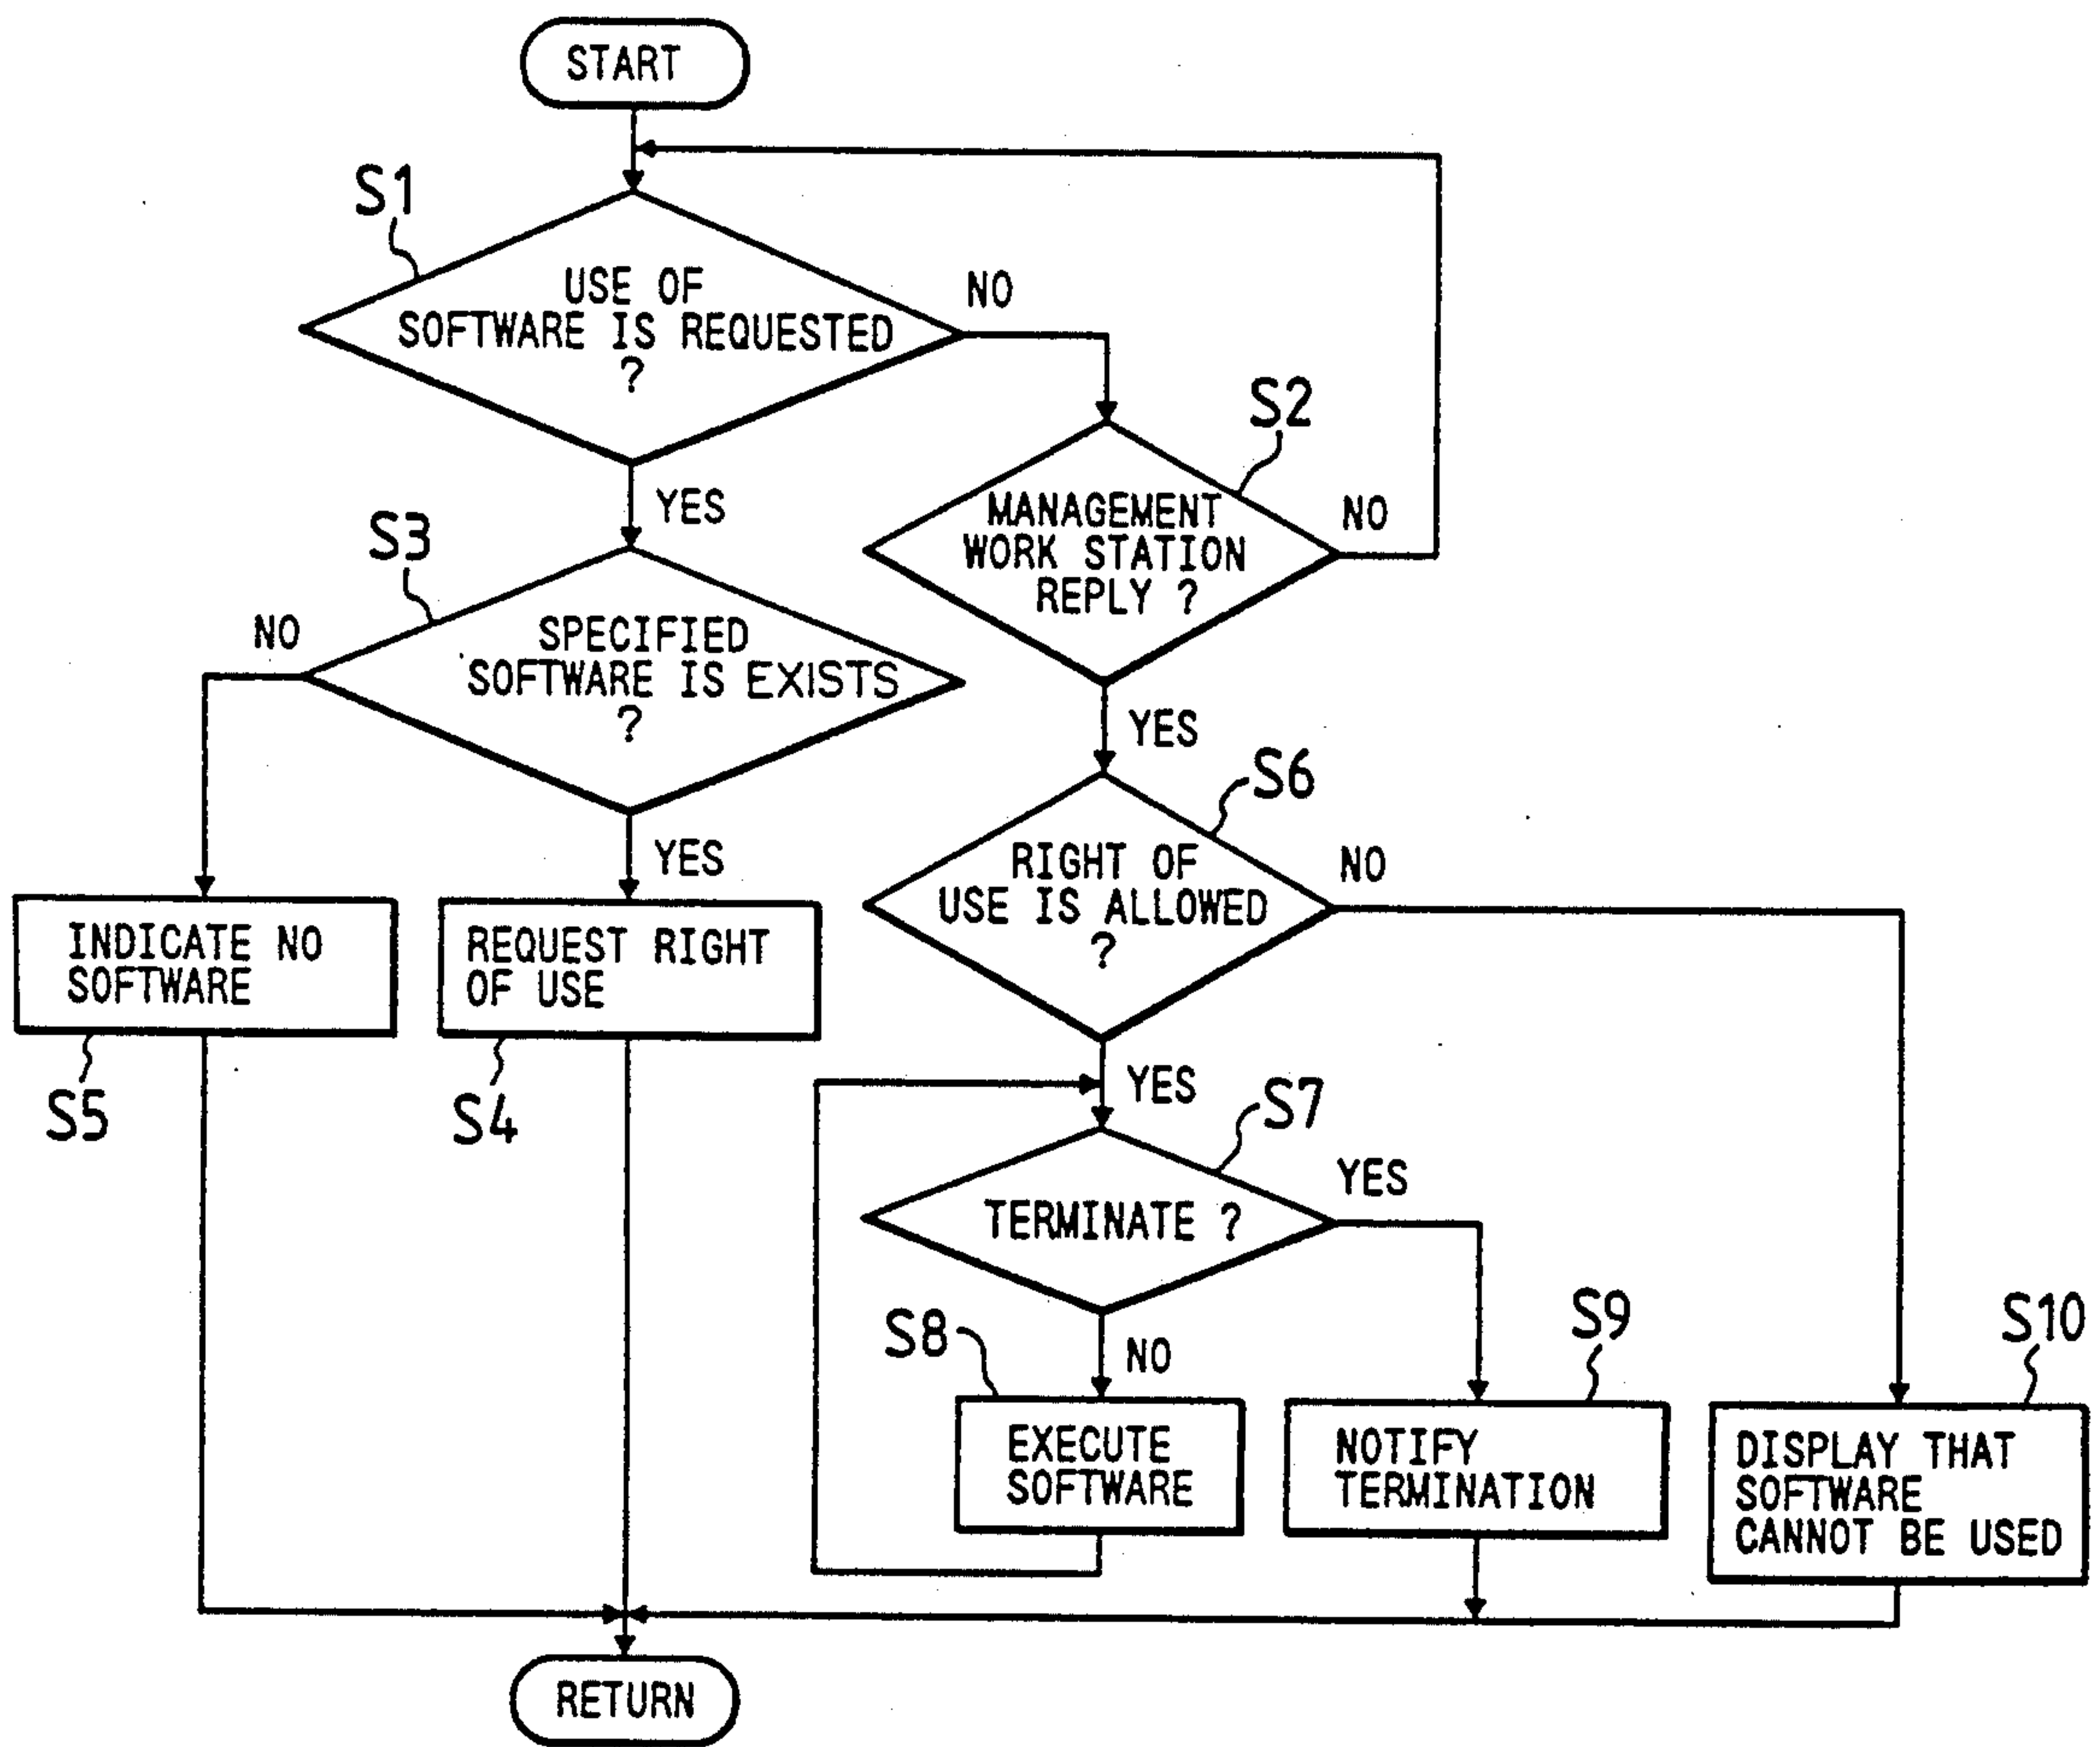 START
S1
USE OF
SOFTWARE IS REQUESTED
?
NO
YES
S2
MANAGEMENT
WORK STATION
REPLY ?
NO
YES
S3
SPECIFIED
SOFTWARE IS EXISTS
?
NO
YES
INDICATE NO
SOFTWARE
S5
REQUEST RIGHT
OF USE
S4
S6
RIGHT OF
USE IS ALLOWED
?
NO
YES
S7
TERMINATE ?
YES
NO
S8
EXECUTE
SOFTWARE
S9
NOTIFY
TERMINATION
S10
DISPLAY THAT
SOFTWARE
CANNOT BE USED
RETURN